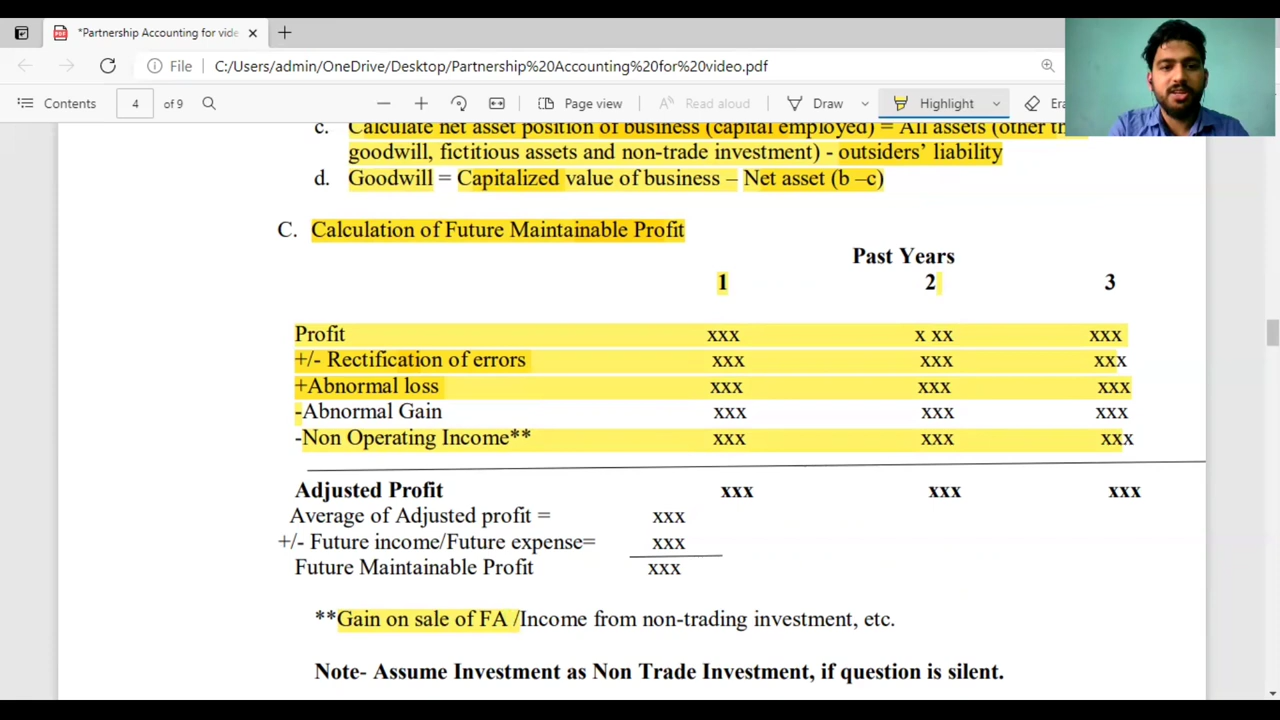 *Partnership Accounting for vide
File C:/Users/admin/OneDrive/Desktop/Partnership%20Accounting%20for%20video.pdf
Contents 4 of 9 Page view Read aloud Draw Highlight Era
c. Calculate net asset position of business (capital employed) = All assets (other th
goodwill, fictitious assets and non-trade investment) - outsiders’ liability
d. Goodwill = Capitalized value of business – Net asset (b –c)
C. Calculation of Future Maintainable Profit
Past Years
1 2 3
Profit xxx x xx xxx
+/- Rectification of errors xxx xxx xxx
+Abnormal loss xxx xxx xxx
-Abnormal Gain xxx xxx xxx
-Non Operating Income** xxx xxx xxx
Adjusted Profit xxx xxx xxx
Average of Adjusted profit = xxx
+/- Future income/Future expense= xxx
Future Maintainable Profit xxx
**Gain on sale of FA /Income from non-trading investment, etc.
Note- Assume Investment as Non Trade Investment, if question is silent.